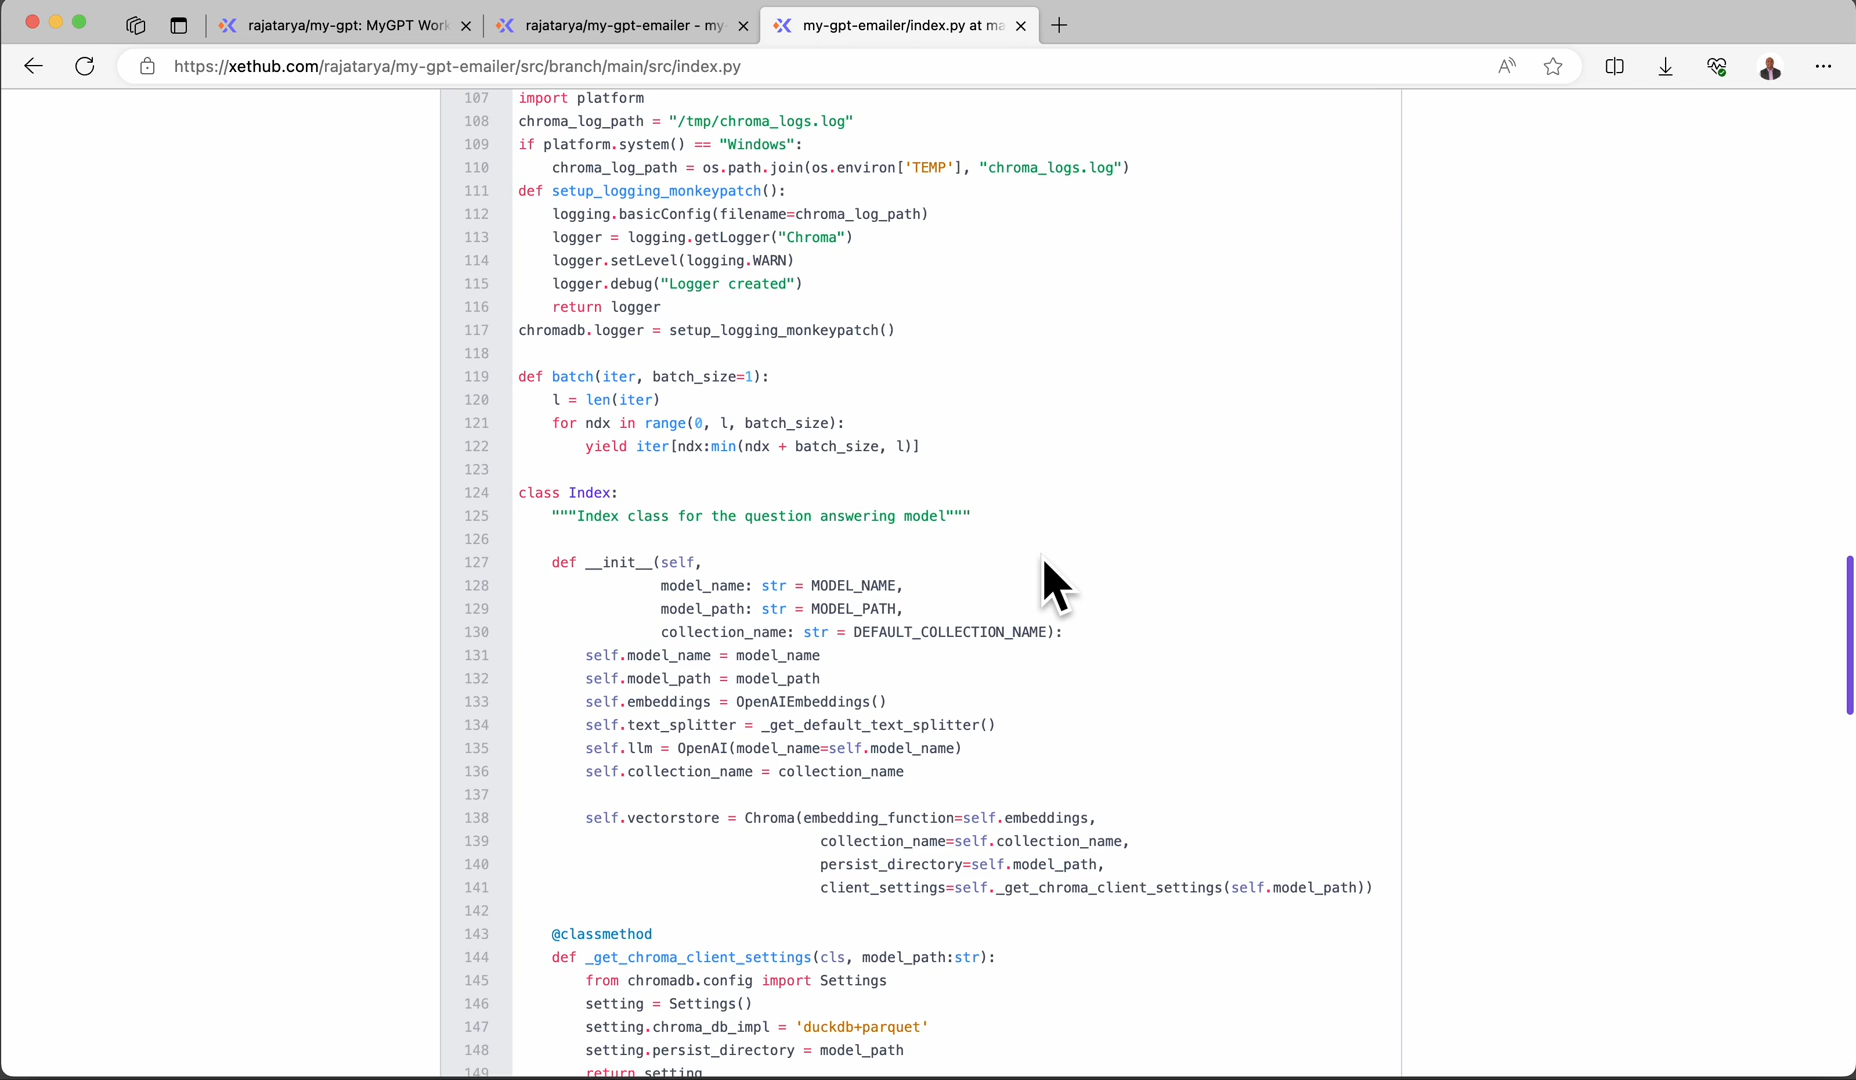 rajatarya/my-gpt: MyGPT Work
rajatarya/my-gpt-emailer - my-
my-gpt-emailer/index.py at ma
https://xethub.com/rajatarya/my-gpt-emailer/src/branch/main/src/index.py
107 import platform
108 chroma_log_path = "/tmp/chroma_logs.log"
109 if platform.system() == "Windows":
110     chroma_log_path = os.path.join(os.environ['TEMP'], "chroma_logs.log")
111 def setup_logging_monkeypatch():
112     logging.basicConfig(filename=chroma_log_path)
113     logger = logging.getLogger("Chroma")
114     logger.setLevel(logging.WARN)
115     logger.debug("Logger created")
116     return logger
117 chromadb.logger = setup_logging_monkeypatch()
118
119 def batch(iter, batch_size=1):
120     l = len(iter)
121     for ndx in range(0, l, batch_size):
122         yield iter[ndx:min(ndx + batch_size, l)]
123
124 class Index:
125     """Index class for the question answering model"""
126
127     def __init__(self,
128                  model_name: str = MODEL_NAME,
129                  model_path: str = MODEL_PATH,
130                  collection_name: str = DEFAULT_COLLECTION_NAME):
131         self.model_name = model_name
132         self.model_path = model_path
133         self.embeddings = OpenAIEmbeddings()
134         self.text_splitter = _get_default_text_splitter()
135         self.llm = OpenAI(model_name=self.model_name)
136         self.collection_name = collection_name
137
138         self.vectorstore = Chroma(embedding_function=self.embeddings,
139                                     collection_name=self.collection_name,
140                                     persist_directory=self.model_path,
141                                     client_settings=self._get_chroma_client_settings(self.model_path))
142
143     @classmethod
144     def _get_chroma_client_settings(cls, model_path:str):
145         from chromadb.config import Settings
146         setting = Settings()
147         setting.chroma_db_impl = 'duckdb+parquet'
148         setting.persist_directory = model_path
149         return setting